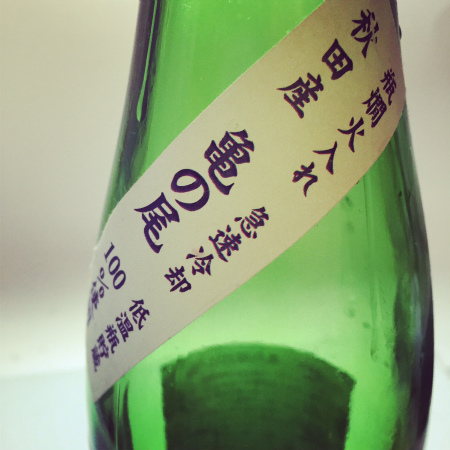 瓶燗火入れ
急速冷却
低温瓶貯蔵
秋田産
亀の尾
100%使用